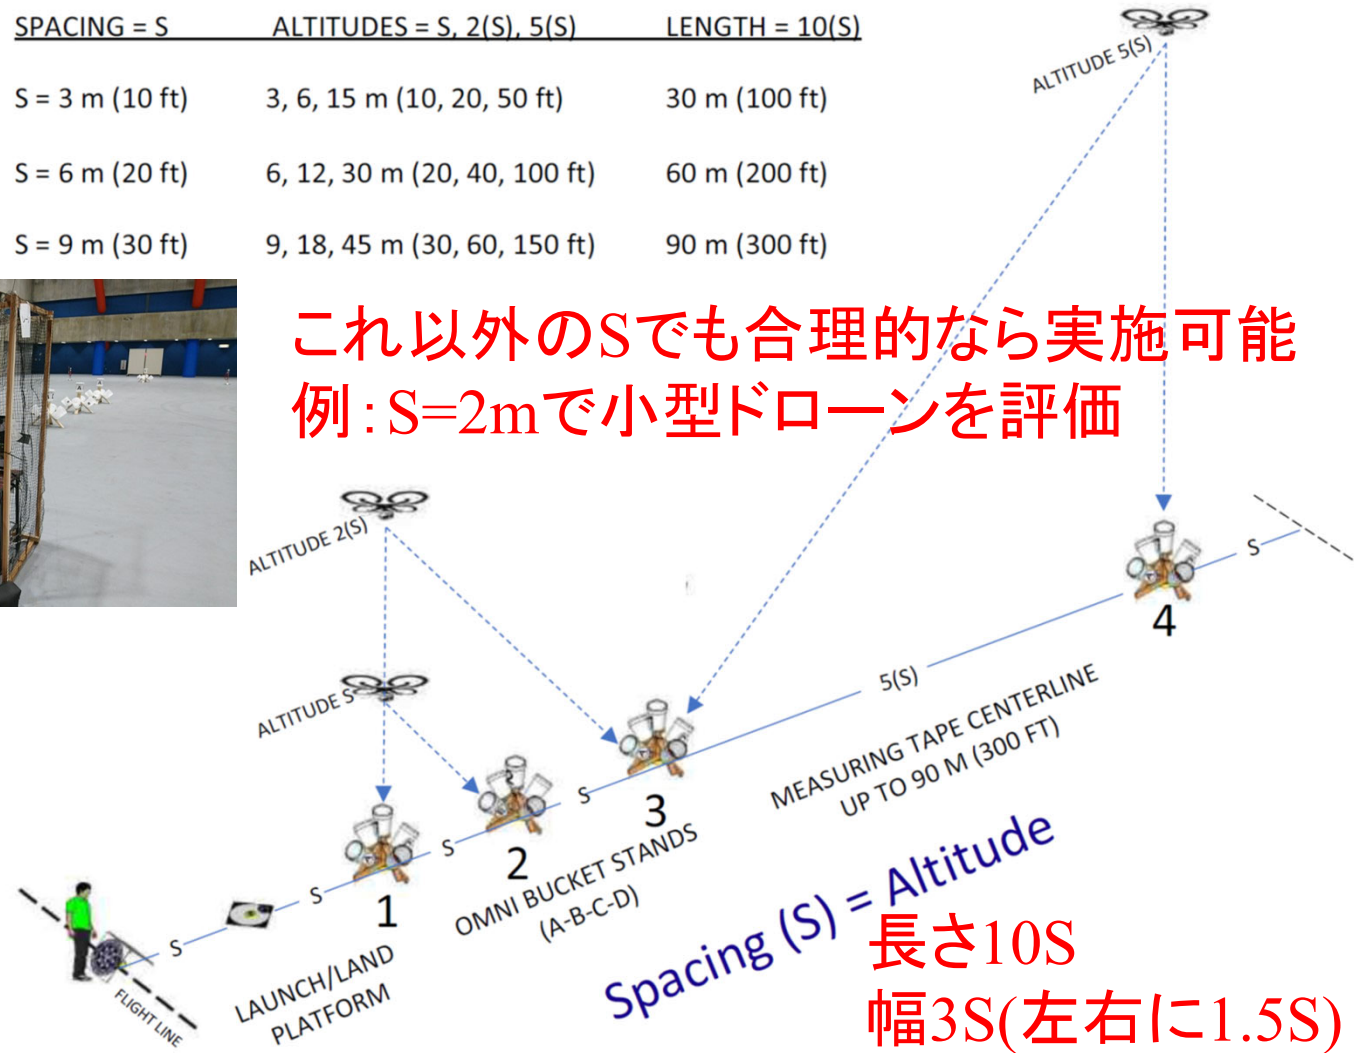 SPACING = S ALTITUDES = S, 2(S), 5(S) LENGTH = 10(S)
S = 3 m (10 ft) 3, 6, 15 m (10, 20, 50 ft) 30 m (100 ft)
S = 6 m (20 ft) 6, 12, 30 m (20, 40, 100 ft) 60 m (200 ft)
S = 9 m (30 ft) 9, 18, 45 m (30, 60, 150 ft) 90 m (300 ft)
ALTITUDE 5(S)
これ以外のSでも合理的なら実施可能
例：S=2mで小型ドローンを評価
ALTITUDE 2(S)
ALTITUDE S
S
4
5(S)
MEASURING TAPE CENTERLINE
UP TO 90 M (300 FT)
3
S
2
S
1
S
S
OMNI BUCKET STANDS
(A-B-C-D)
LAUNCH/LAND
PLATFORM
FLIGHT LINE
Spacing (S) = Altitude
長さ10S
幅3S(左右に1.5S)